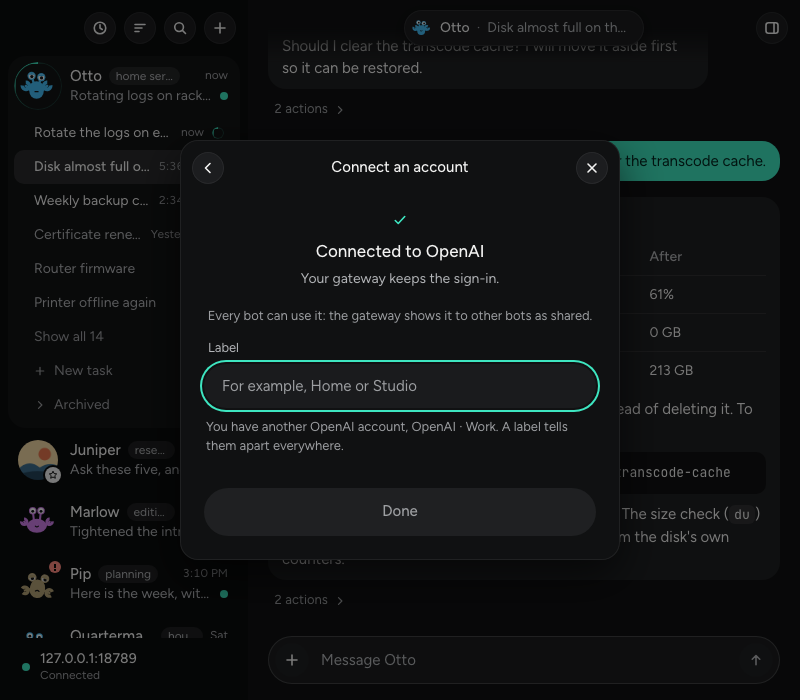 Otto · Disk almost full on th...
Otto home ser... now
Rotating logs on rack...
Rotate the logs on e... now
Disk almost full o... 5:36
Weekly backup c... 2:34
Certificate rene... Yeste
Router firmware
Printer offline again
Show all 14
New task
Archived
Juniper rese...
Ask these five, an
Marlow editi...
Tightened the intr
Pip planning 3:10 PM
Here is the week, wit...
Quarterma hou... Sat
127.0.0.1:18789
Connected
Should I clear the transcode cache? I will move it aside first
so it can be restored.
2 actions
the transcode cache.
After
61%
0 GB
213 GB
ead of deleting it. To
transcode-cache
The size check ( du )
m the disk's own
counters.
2 actions
Message Otto
Connect an account
Connected to OpenAI
Your gateway keeps the sign-in.
Every bot can use it: the gateway shows it to other bots as shared.
Label
For example, Home or Studio
You have another OpenAI account, OpenAI · Work. A label tells
them apart everywhere.
Done